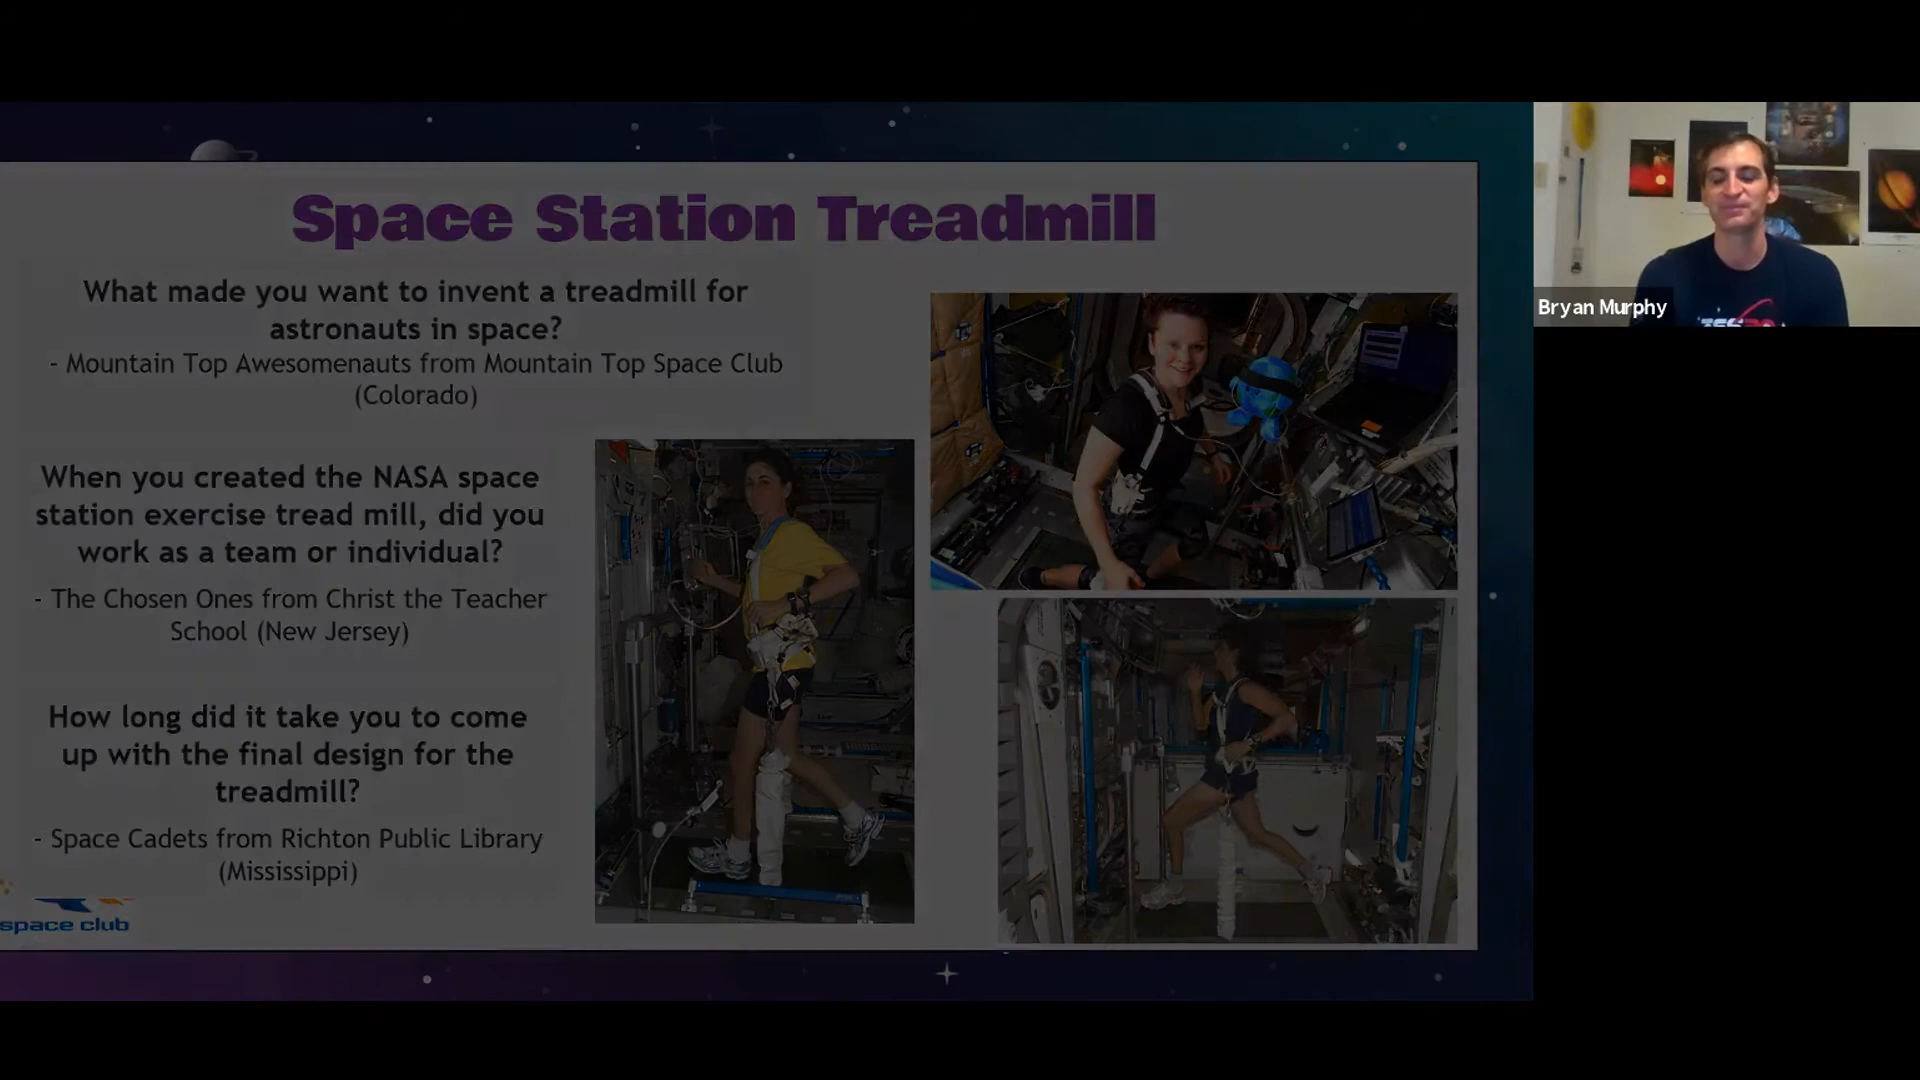 Space Station Treadmill
What made you want to invent a treadmill for
astronauts in space?
- Mountain Top Awesomenauts from Mountain Top Space Club
(Colorado)
When you created the NASA space
station exercise tread mill, did you
work as a team or individual?
- The Chosen Ones from Christ the Teacher
School (New Jersey)
How long did it take you to come
up with the final design for the
treadmill?
- Space Cadets from Richton Public Library
(Mississippi)
space club
Bryan Murphy